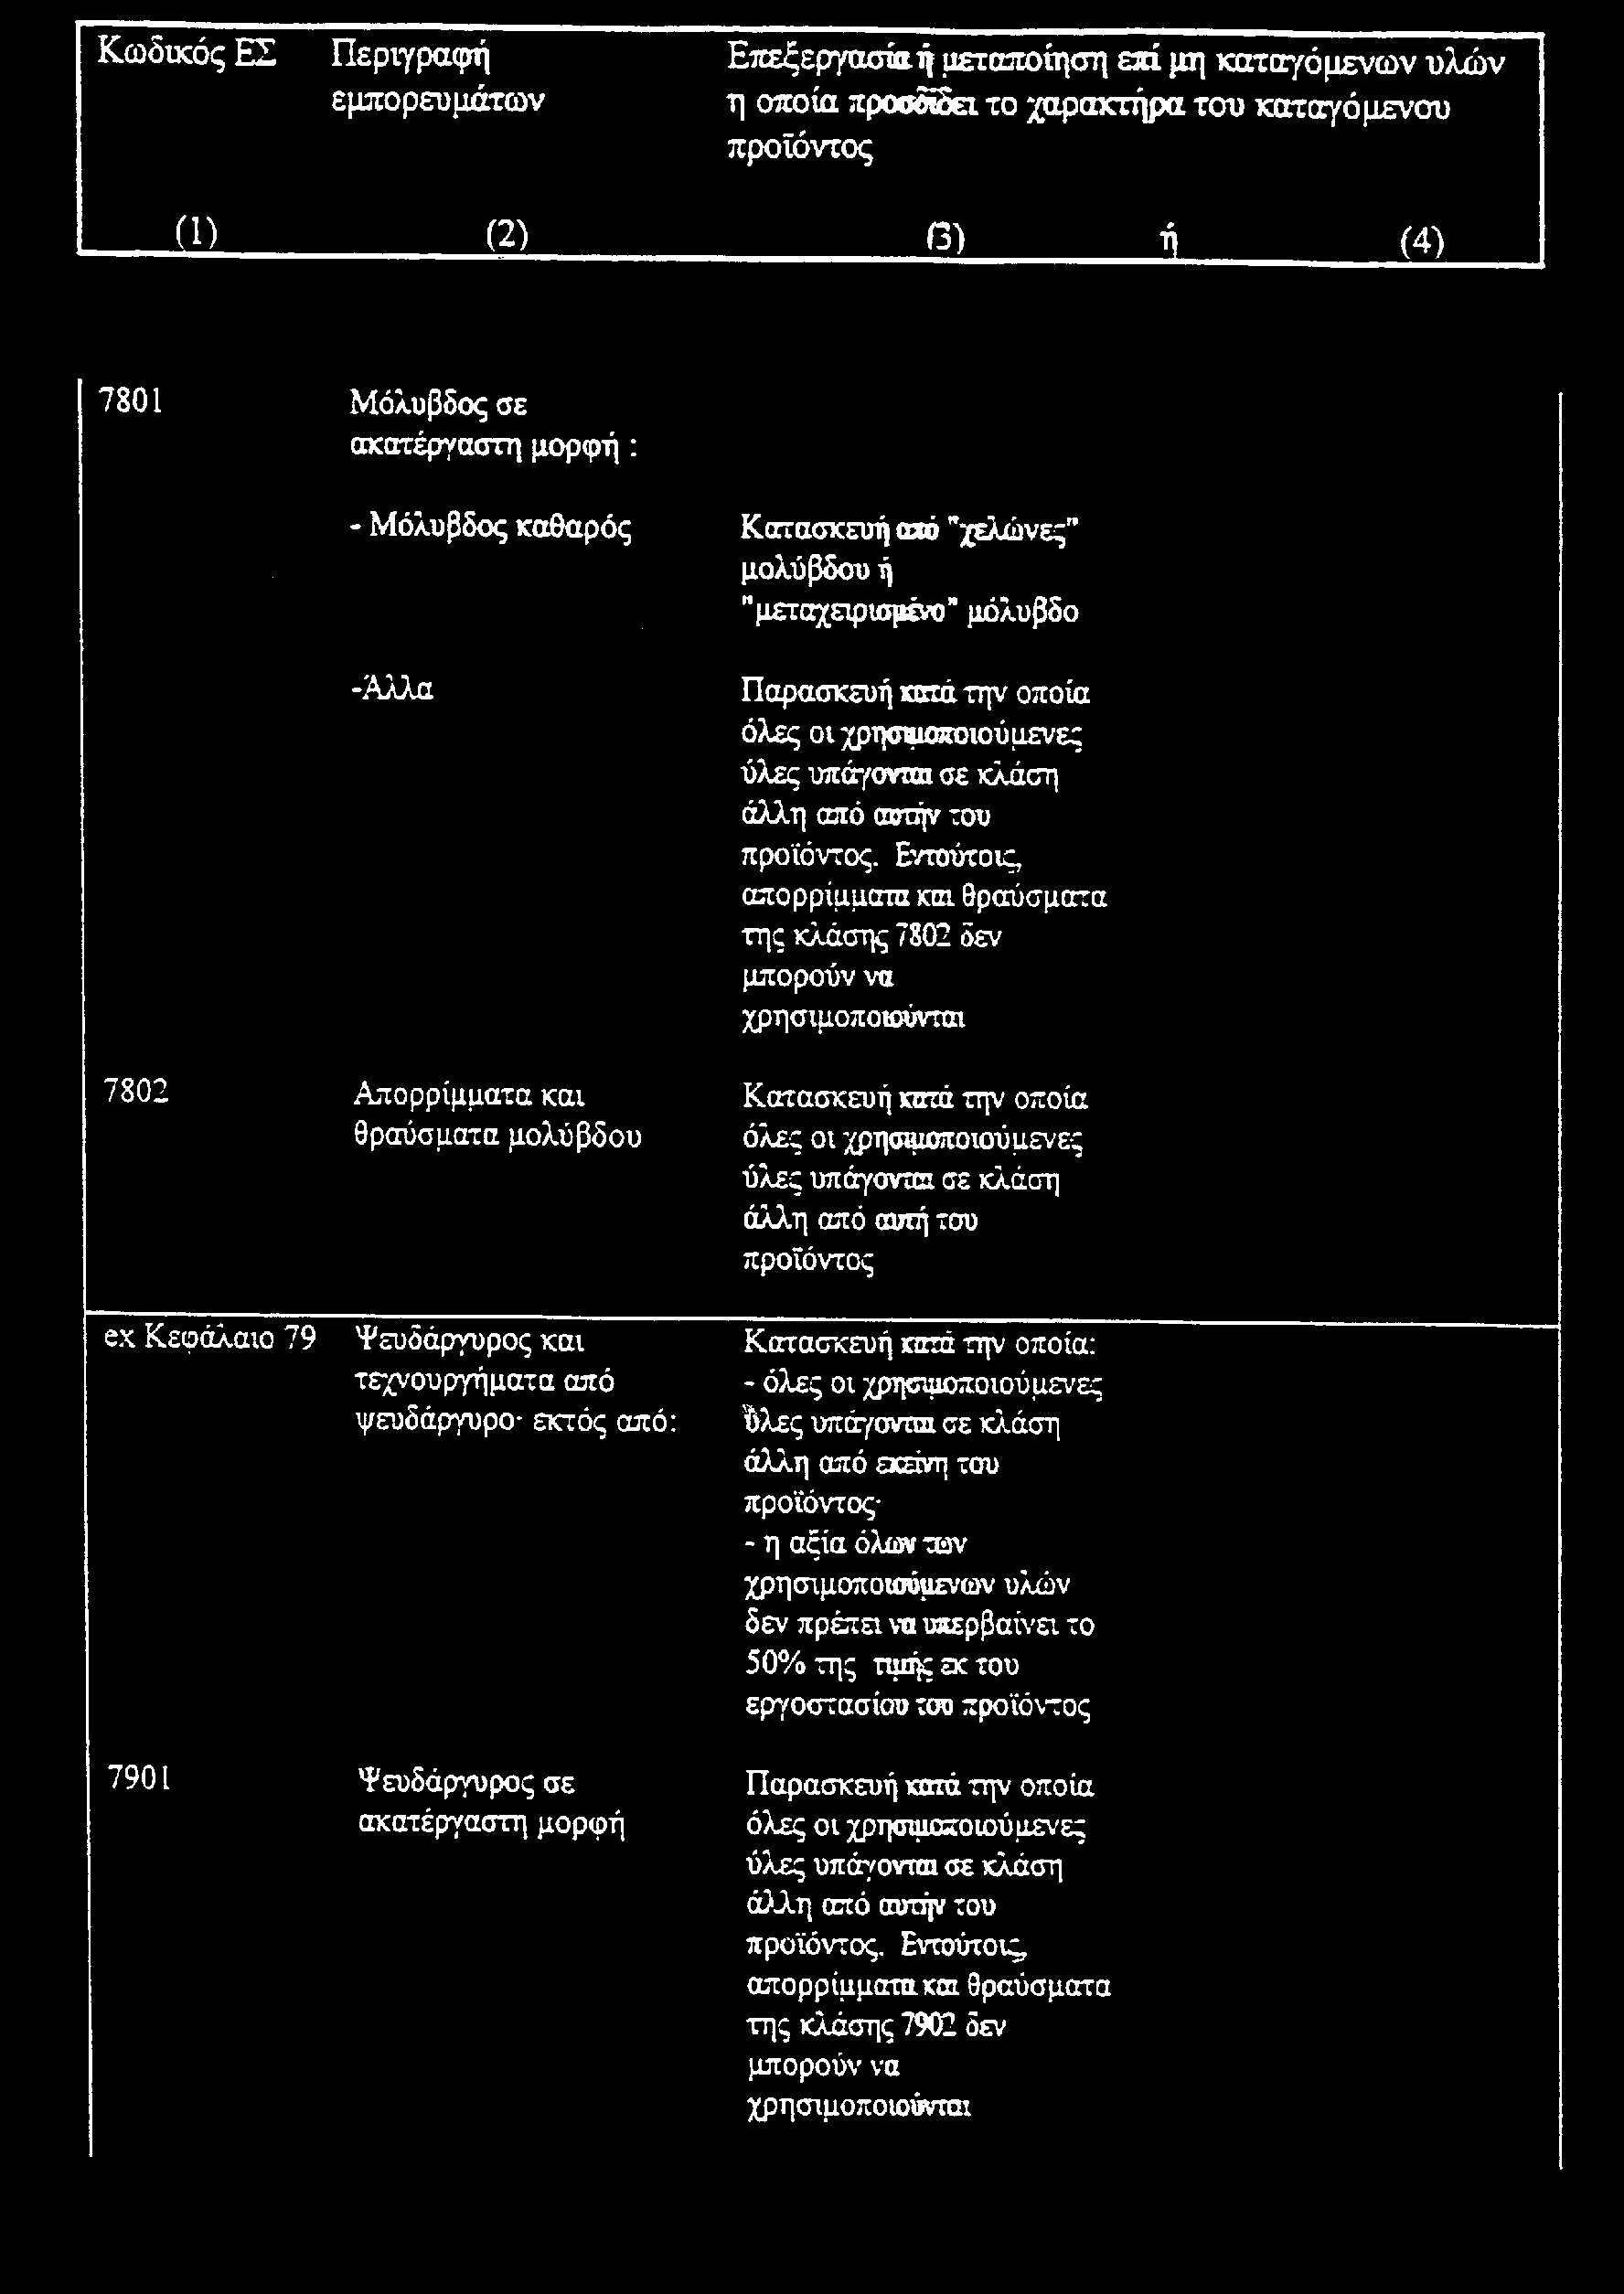 Κωδικός ΕΣ Περιγραφή εμπορευμάτων
Επεξεργασία ή μεταποίηση επί μη καταγόμενων υλών
η οποία προσδίδει το χαρακτήρα του καταγόμενου
προϊόντος
(1) (2) (3) ή (4)
7801
Μόλυβδος σε
ακατέργαστη μορφή :
- Μόλυβδος καθαρός
Κατασκευή από "χελώνες"
μολύβδου ή
"μεταχειρισμένο" μόλυβδο
-Άλλα
Παρασκευή κατά την οποία
όλες οι χρησιμοποιούμενες
ύλες υπάγονται σε κλάση
άλλη από αυτήν του
προϊόντος. Εντούτοις,
απορρίμματα και θραύσματα
της κλάσης 7802 δεν
μπορούν να
χρησιμοποιούνται
7802
Απορρίμματα και
θραύσματα μολύβδου
Κατασκευή κατά την οποία
όλες οι χρησιμοποιούμενες
ύλες υπάγονται σε κλάση
άλλη από αυτή του
προϊόντος
ex Κεφάλαιο 79
Ψευδάργυρος και
τεχνουργήματα από
ψευδάργυρο· εκτός από:
Κατασκευή κατά την οποία:
- όλες οι χρησιμοποιούμενες
ύλες υπάγονται σε κλάση
άλλη από εκείνη του
προϊόντος·
- η αξία όλων των
χρησιμοποιούμενων υλών
δεν πρέπει να υπερβαίνει το
50% της τιμής εκ του
εργοστασίου του προϊόντος
7901
Ψευδάργυρος σε
ακατέργαστη μορφή
Παρασκευή κατά την οποία
όλες οι χρησιμοποιούμενες
ύλες υπάγονται σε κλάση
άλλη από αυτήν του
προϊόντος. Εντούτοις,
απορρίμματα και θραύσματα
της κλάσης 7902 δεν
μπορούν να
χρησιμοποιούνται